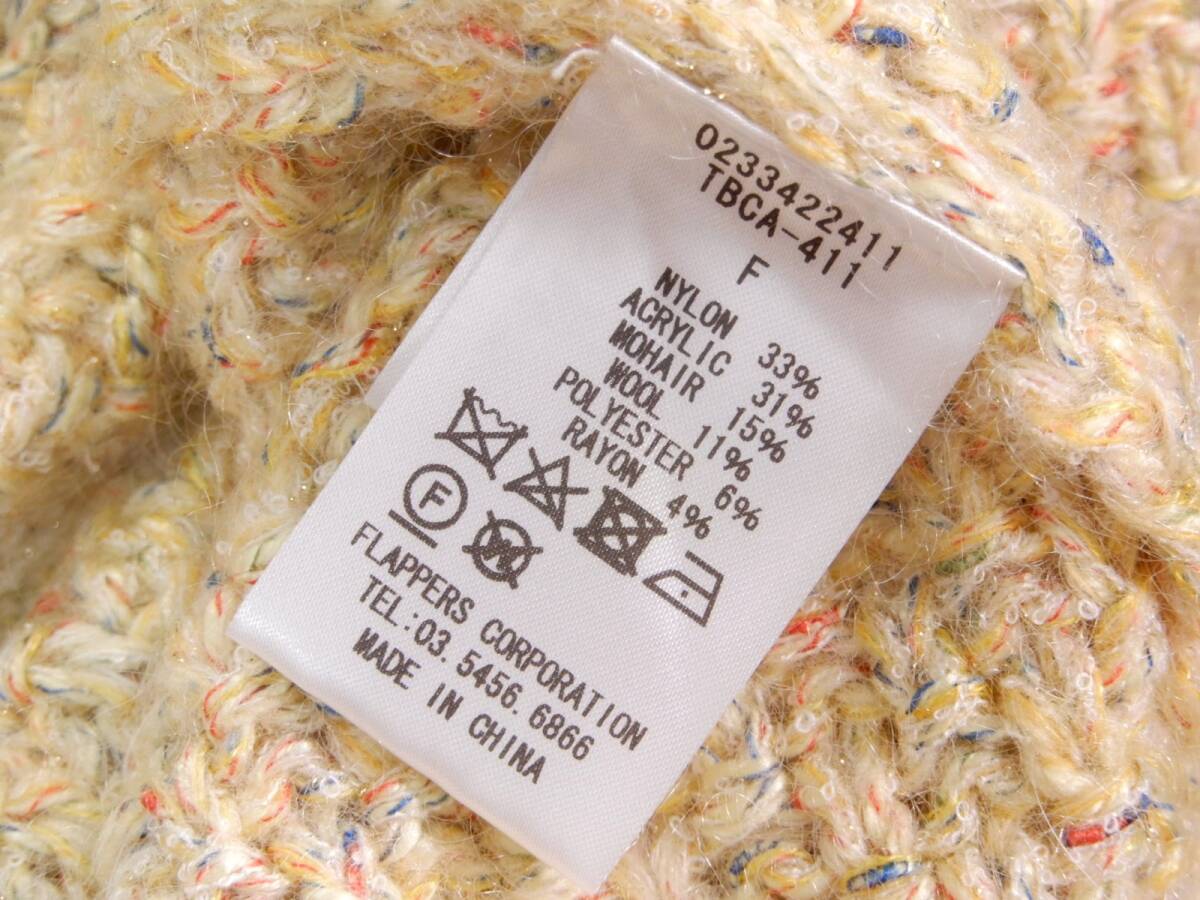 0233422411
TBCA-411
F
NYLON 33%
ACRYLIC 31%
MOHAIR 15%
WOOL 11%
POLYESTER 6%
RAYON 4%
F
W
FLAPPERS CORPORATION
TEL:03.5456.6866
MADE IN CHINA